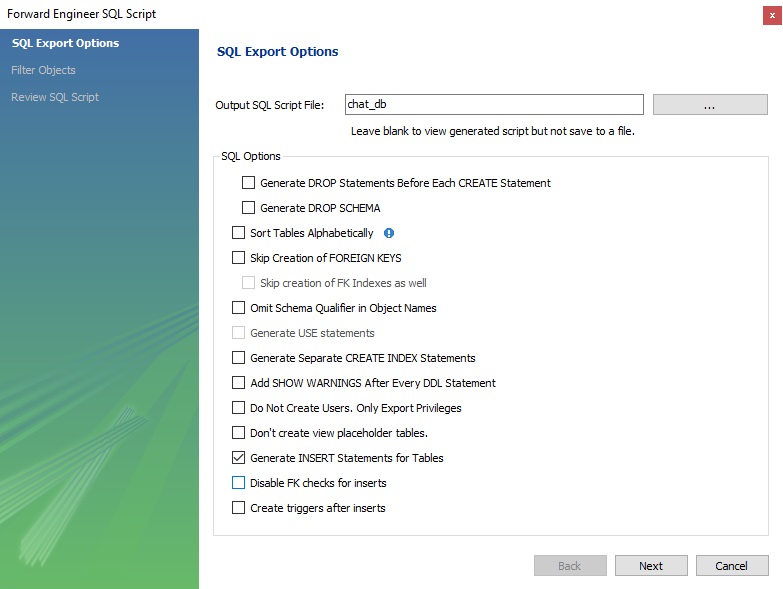 Forward Engineer SQL Script
x
SQL Export Options
Filter Objects
Review SQL Script
SQL Export Options
Output SQL Script File: chat_db ...
Leave blank to view generated script but not save to a file.
SQL Options
Generate DROP Statements Before Each CREATE Statement
Generate DROP SCHEMA
Sort Tables Alphabetically
Skip Creation of FOREIGN KEYS
Skip creation of FK Indexes as well
Omit Schema Qualifier in Object Names
Generate USE statements
Generate Separate CREATE INDEX Statements
Add SHOW WARNINGS After Every DDL Statement
Do Not Create Users. Only Export Privileges
Don't create view placeholder tables.
Generate INSERT Statements for Tables
Disable FK checks for inserts
Create triggers after inserts
Back Next Cancel